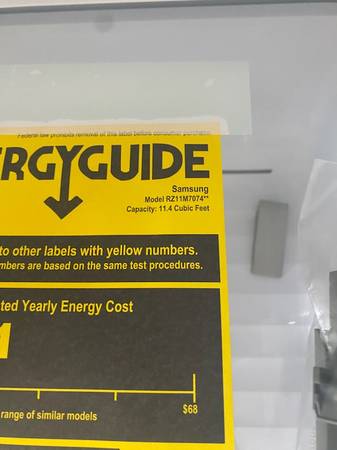 Federal law prohibits removal of this label before consumer purchase.
ERGYGUIDE
Samsung
Model RZ11M7074**
Capacity: 11.4 Cubic Feet
to other labels with yellow numbers.
mbers are based on the same test procedures.
ted Yearly Energy Cost
$68
range of similar models